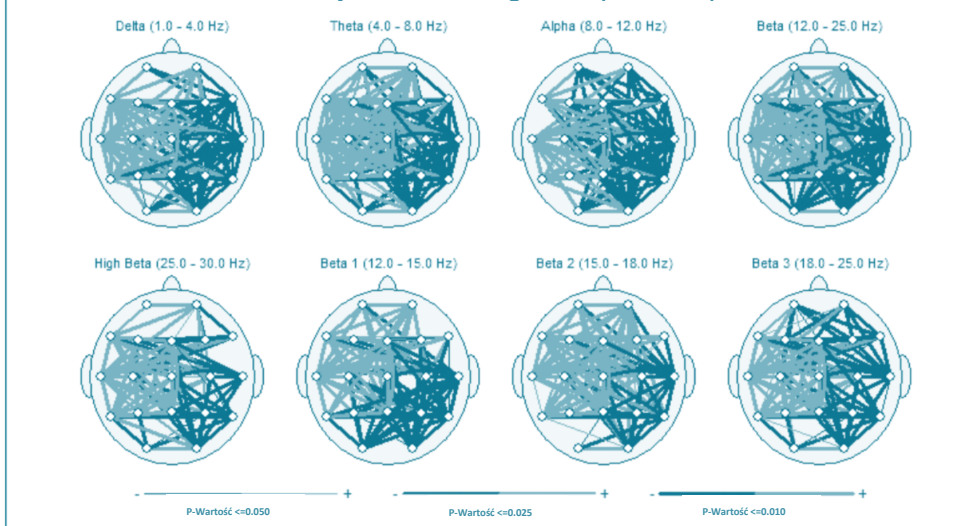 Delta (1.0 - 4.0 Hz) Theta (4.0 - 8.0 Hz) Alpha (8.0 - 12.0 Hz) Beta (12.0 - 25.0 Hz)
High Beta (25.0 - 30.0 Hz) Beta 1 (12.0 - 15.0 Hz) Beta 2 (15.0 - 18.0 Hz) Beta 3 (18.0 - 25.0 Hz)
- + - + - +
P-Wartość <=0.050 P-Wartość <=0.025 P-Wartość <=0.010